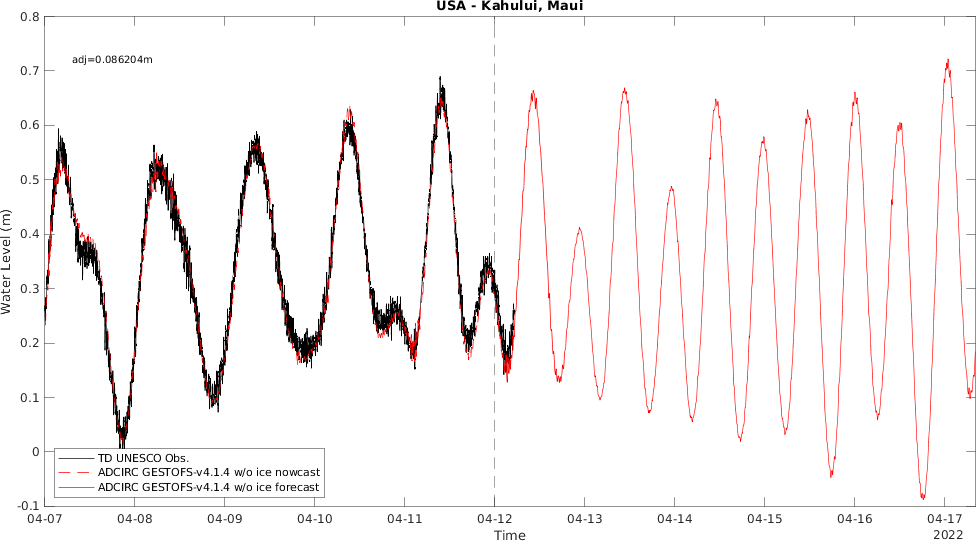 USA - Kahului, Maui
adj=0.086204m
Water Level (m)
0.8
0.7
0.6
0.5
0.4
0.3
0.2
0.1
0
-0.1
TD UNESCO Obs.
ADCIRC GESTOFS-v4.1.4 w/o ice nowcast
ADCIRC GESTOFS-v4.1.4 w/o ice forecast
04-07 04-08 04-09 04-10 04-11 04-12 04-13 04-14 04-15 04-16 04-17
Time
2022